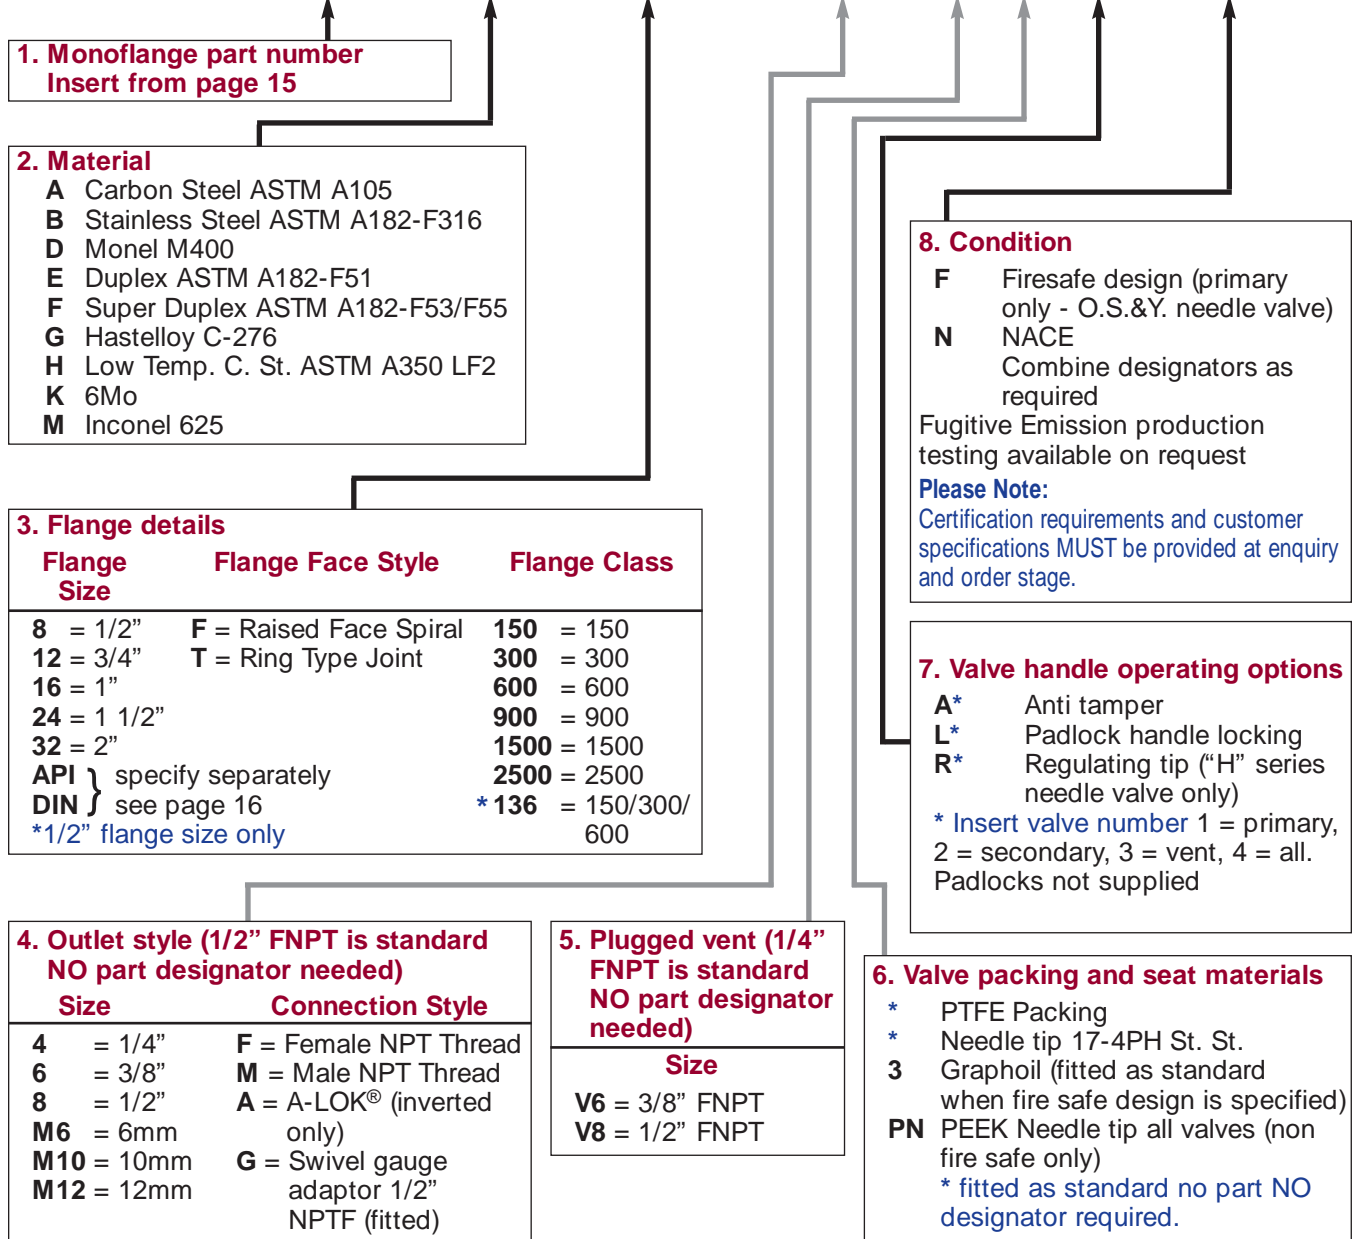 1. Monoflange part number
Insert from page 15
2. Material
A Carbon Steel ASTM A105
B Stainless Steel ASTM A182-F316
D Monel M400
E Duplex ASTM A182-F51
F Super Duplex ASTM A182-F53/F55
G Hastelloy C-276
H Low Temp. C. St. ASTM A350 LF2
K 6Mo
M Inconel 625
3. Flange details
Flange Size
Flange Face Style
Flange Class
8 = 1/2” F = Raised Face Spiral 150 = 150
12 = 3/4” T = Ring Type Joint 300 = 300
16 = 1” 600 = 600
24 = 1 1/2” 900 = 900
32 = 2” 1500 = 1500
API } specify separately 2500 = 2500
DIN } see page 16 *136 = 150/300/
*1/2” flange size only 600
4. Outlet style (1/2” FNPT is standard
NO part designator needed)
Size Connection Style
4 = 1/4” F = Female NPT Thread
6 = 3/8” M = Male NPT Thread
8 = 1/2” A = A-LOK® (inverted
M6 = 6mm only)
M10 = 10mm G = Swivel gauge
M12 = 12mm adaptor 1/2”
NPTF (fitted)
5. Plugged vent (1/4”
FNPT is standard
NO part designator
needed)
Size
V6 = 3/8” FNPT
V8 = 1/2” FNPT
6. Valve packing and seat materials
* PTFE Packing
* Needle tip 17-4PH St. St.
3 Graphoil (fitted as standard
when fire safe design is specified)
PN PEEK Needle tip all valves (non
fire safe only)
* fitted as standard no part NO
designator required.
7. Valve handle operating options
A* Anti tamper
L* Padlock handle locking
R* Regulating tip (“H” series
needle valve only)
* Insert valve number 1 = primary,
2 = secondary, 3 = vent, 4 = all.
Padlocks not supplied
8. Condition
F Firesafe design (primary
only - O.S.&Y. needle valve)
N NACE
Combine designators as
required
Fugitive Emission production
testing available on request
Please Note:
Certification requirements and customer
specifications MUST be provided at enquiry
and order stage.